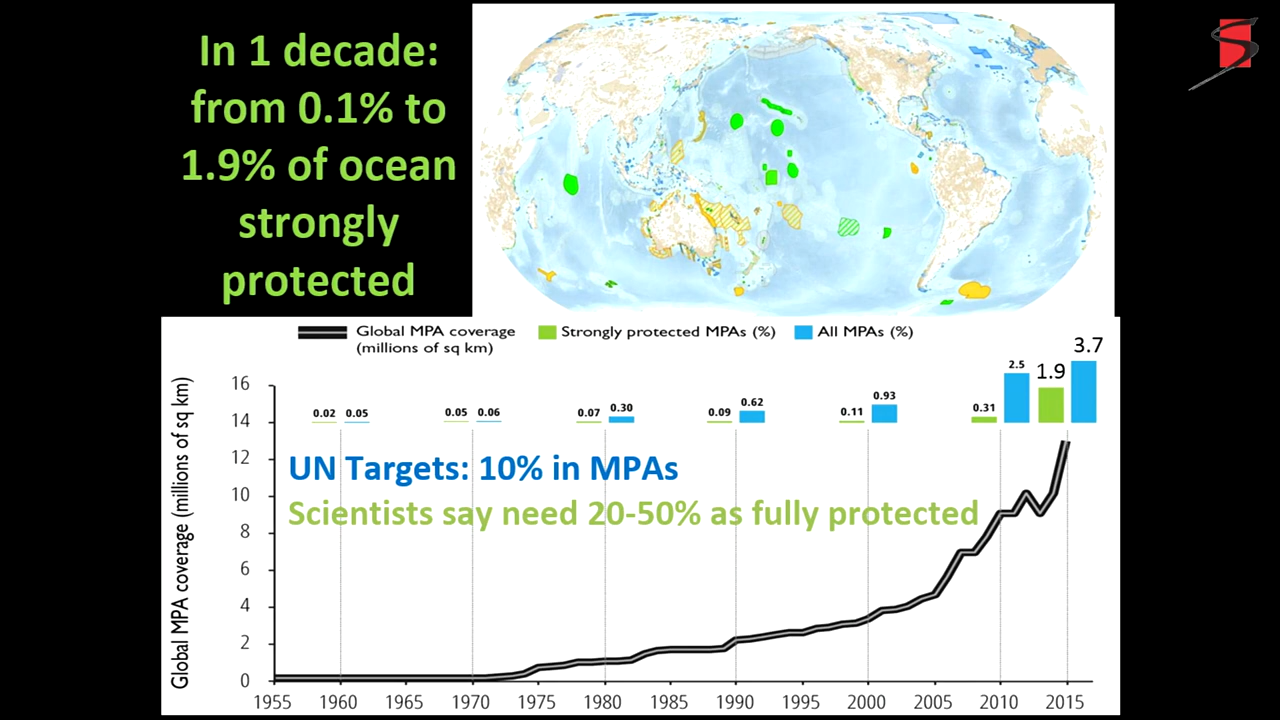 In 1 decade:
from 0.1% to
1.9% of ocean
strongly
protected
Global MPA coverage
(millions of sq km)
Strongly protected MPAs (%)
All MPAs (%)
3.7
2.5
1.9
0.02 0.05 0.05 0.06 0.07 0.30 0.09 0.62 0.11 0.93 0.31
Global MPA coverage (millions of sq km)
16
14
12
10
8
6
4
2
0
UN Targets: 10% in MPAs
Scientists say need 20-50% as fully protected
1955 1960 1965 1970 1975 1980 1985 1990 1995 2000 2005 2010 2015